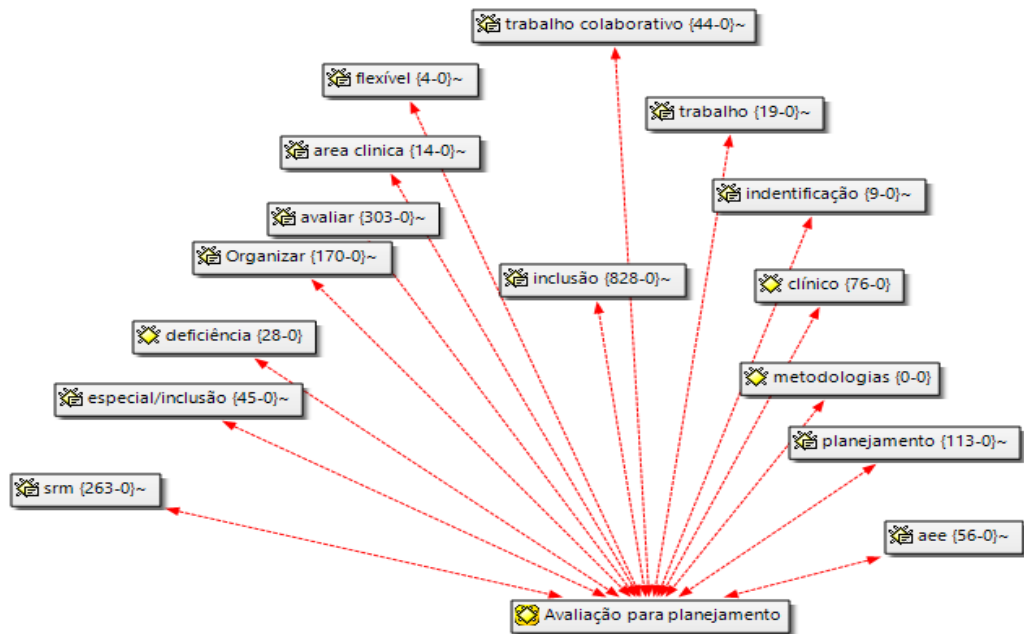 trabalho colaborativo {44-0}~
flexível {4-0}~
trabalho {19-0}~
area clinica {14-0}~
indentificação {9-0}~
avaliar {303-0}~
Organizar {170-0}~
inclusão {828-0}~
clínico {76-0}
deficiência {28-0}
metodologias {0-0}
especial/inclusão {45-0}~
planejamento {113-0}~
srm {263-0}~
aee {56-0}~
Avaliação para planejamento